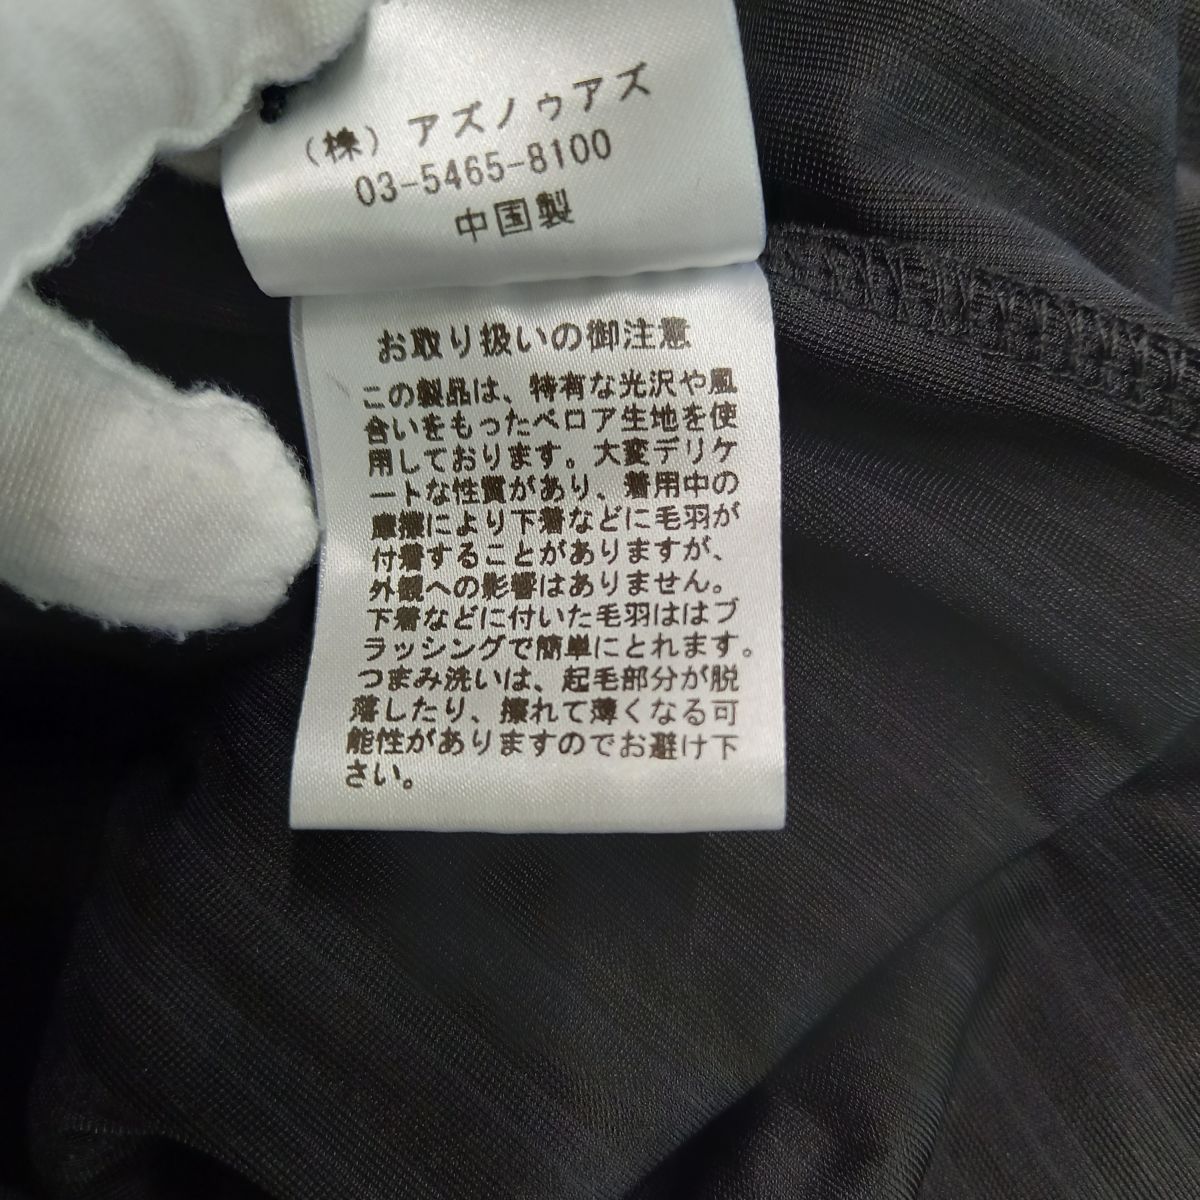 (株) アズノゥアズ
03-5465-8100
中国製
お取り扱いの御注意
この製品は、特有な光沢や風
合いをもったベロア生地を使
用しております。大変デリケ
ートな性質があり、着用中の
摩擦により下着などに毛羽が
付着することがありますが、
外観への影響はありません。
下着などに付いた毛羽ははブ
ラッシングで簡単にとれます。
つまみ洗いは、起毛部分が脱
落したり、擦れて薄くなる可
能性がありますのでお避け下
さい。